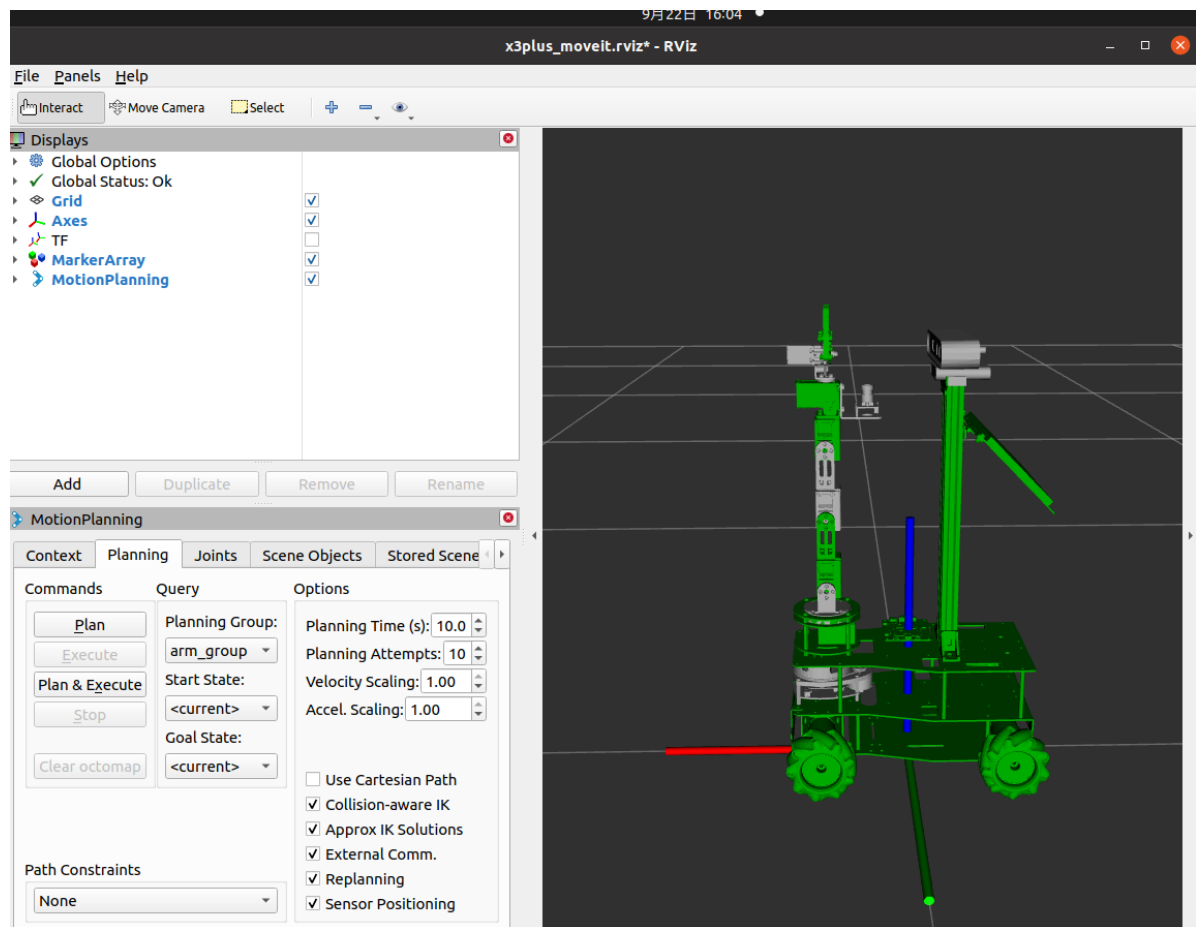 9月22日 16:04
x3plus_moveit.rviz* - RViz
File Panels Help
Interact Move Camera Select
Displays
Global Options
Global Status: Ok
Grid
Axes
TF
MarkerArray
MotionPlanning
Add Duplicate Remove Rename
MotionPlanning
Context Planning Joints Scene Objects Stored Scene
Commands Query Options
Plan
Execute
Plan & Execute
Stop
Clear octomap
Planning Group:
arm_group
Start State:
<current>
Goal State:
<current>
Planning Time (s): 10.0
Planning Attempts: 10
Velocity Scaling: 1.00
Accel. Scaling: 1.00
Use Cartesian Path
Collision-aware IK
Approx IK Solutions
External Comm.
Replanning
Sensor Positioning
Path Constraints
None